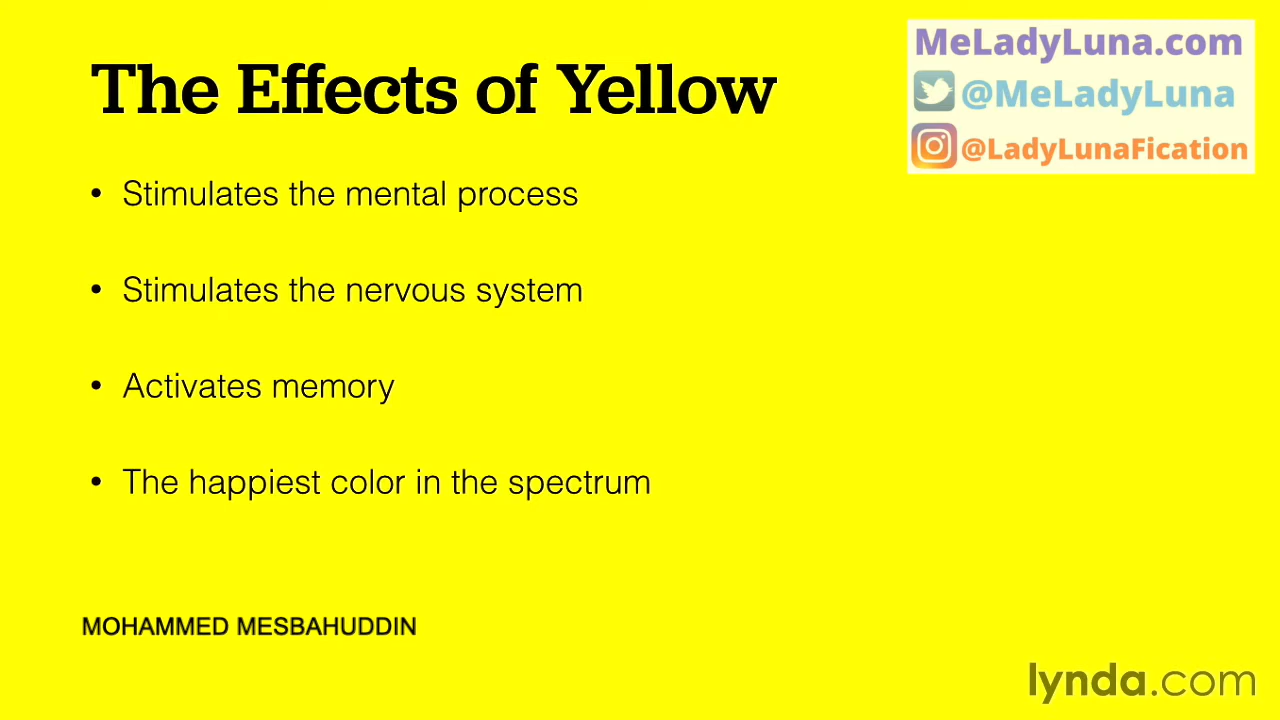 The Effects of Yellow
MeLadyLuna.com
@MeLadyLuna
@LadyLunaFication
• Stimulates the mental process
• Stimulates the nervous system
• Activates memory
• The happiest color in the spectrum
MOHAMMED MESBAHUDDIN
lynda.com